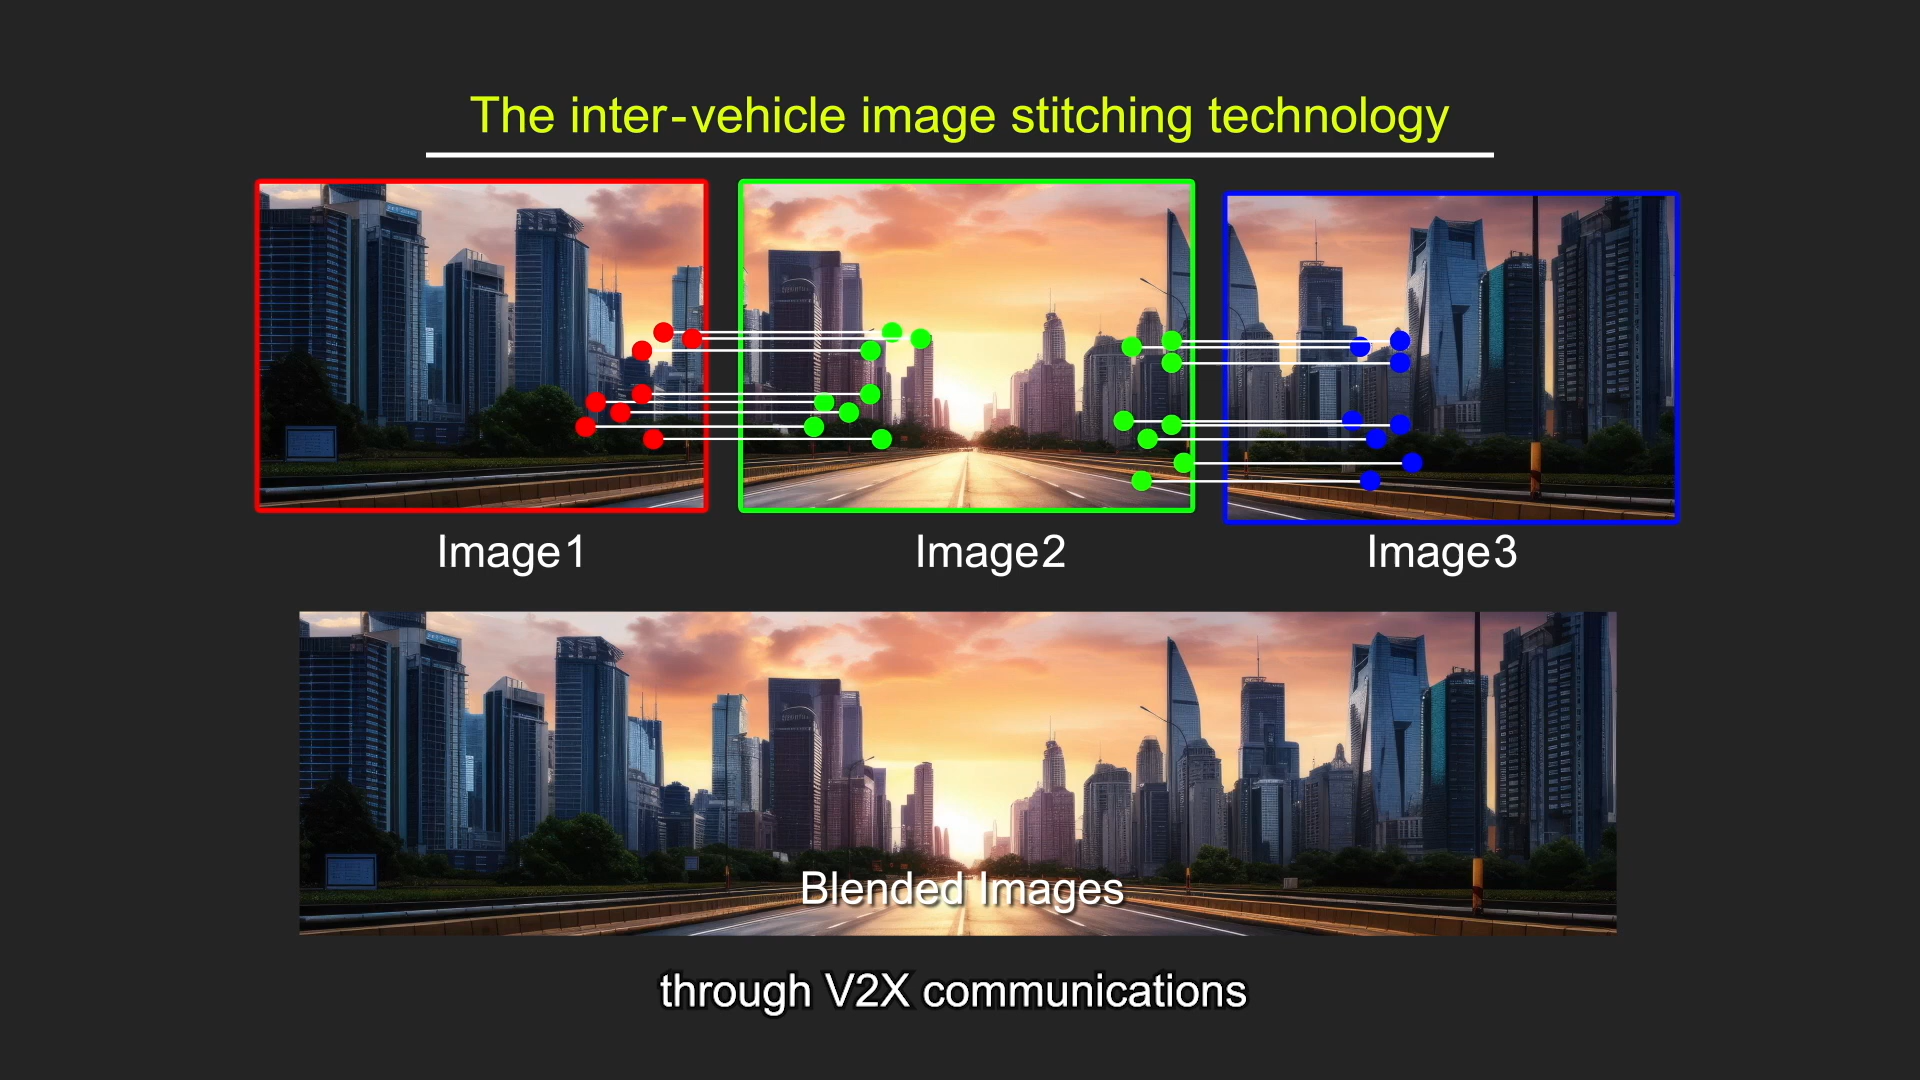 The inter-vehicle image stitching technology
Image1
Image2
Image3
Blended Images
through V2X communications